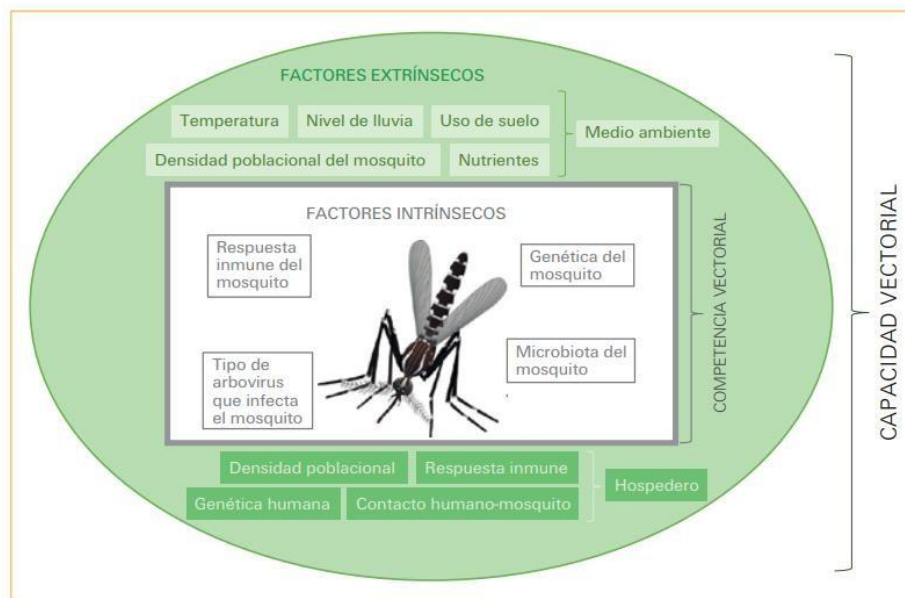 FACTORES EXTRÍNSECOS
Temperatura
Nivel de lluvia
Uso de suelo
Densidad poblacional del mosquito
Nutrientes
Medio ambiente
FACTORES INTRÍNSECOS
Respuesta
inmune del
mosquito
Genética del
mosquito
Tipo de
arbovirus
que infecta
el mosquito
Microbiota del
mosquito
COMPETENCIA VECTORIAL
Densidad poblacional
Respuesta inmune
Genética humana
Contacto humano-mosquito
Hospedero
CAPACIDAD VECTORIAL